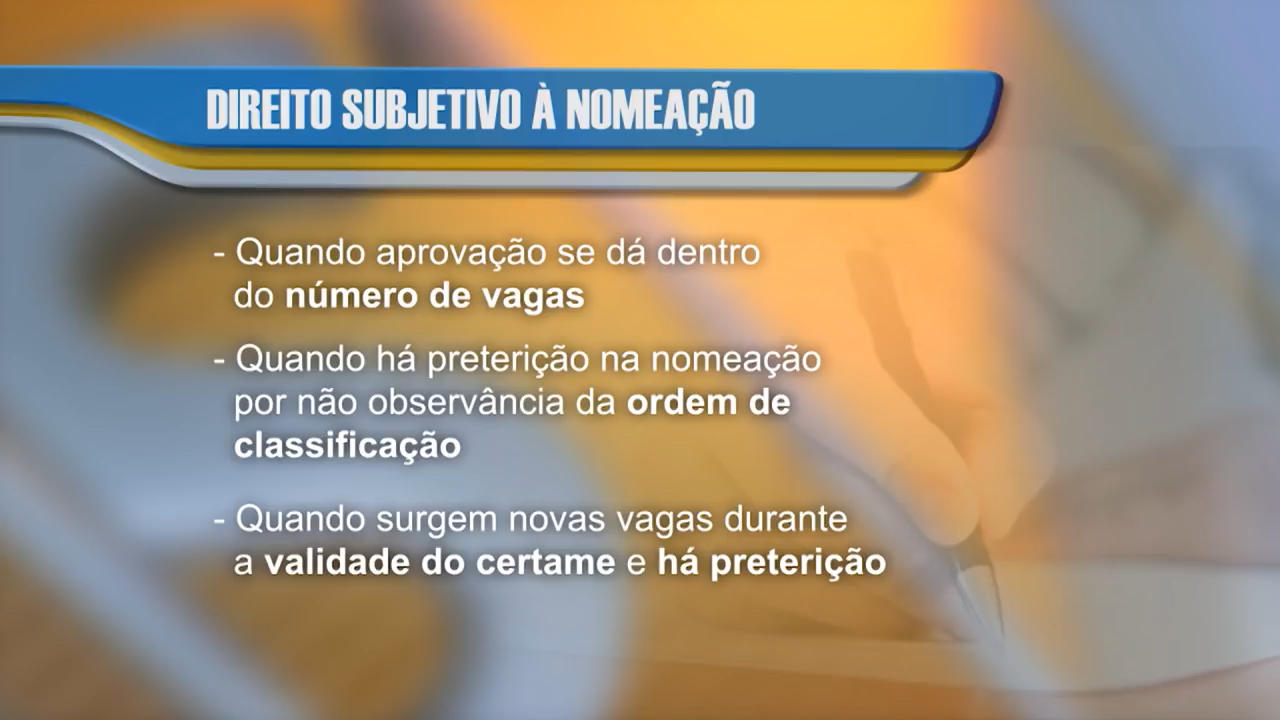 DIREITO SUBJETIVO À NOMEAÇÃO
- Quando aprovação se dá dentro
do número de vagas
- Quando há preterição na nomeação
por não observância da ordem de
classificação
- Quando surgem novas vagas durante
a validade do certame e há preterição